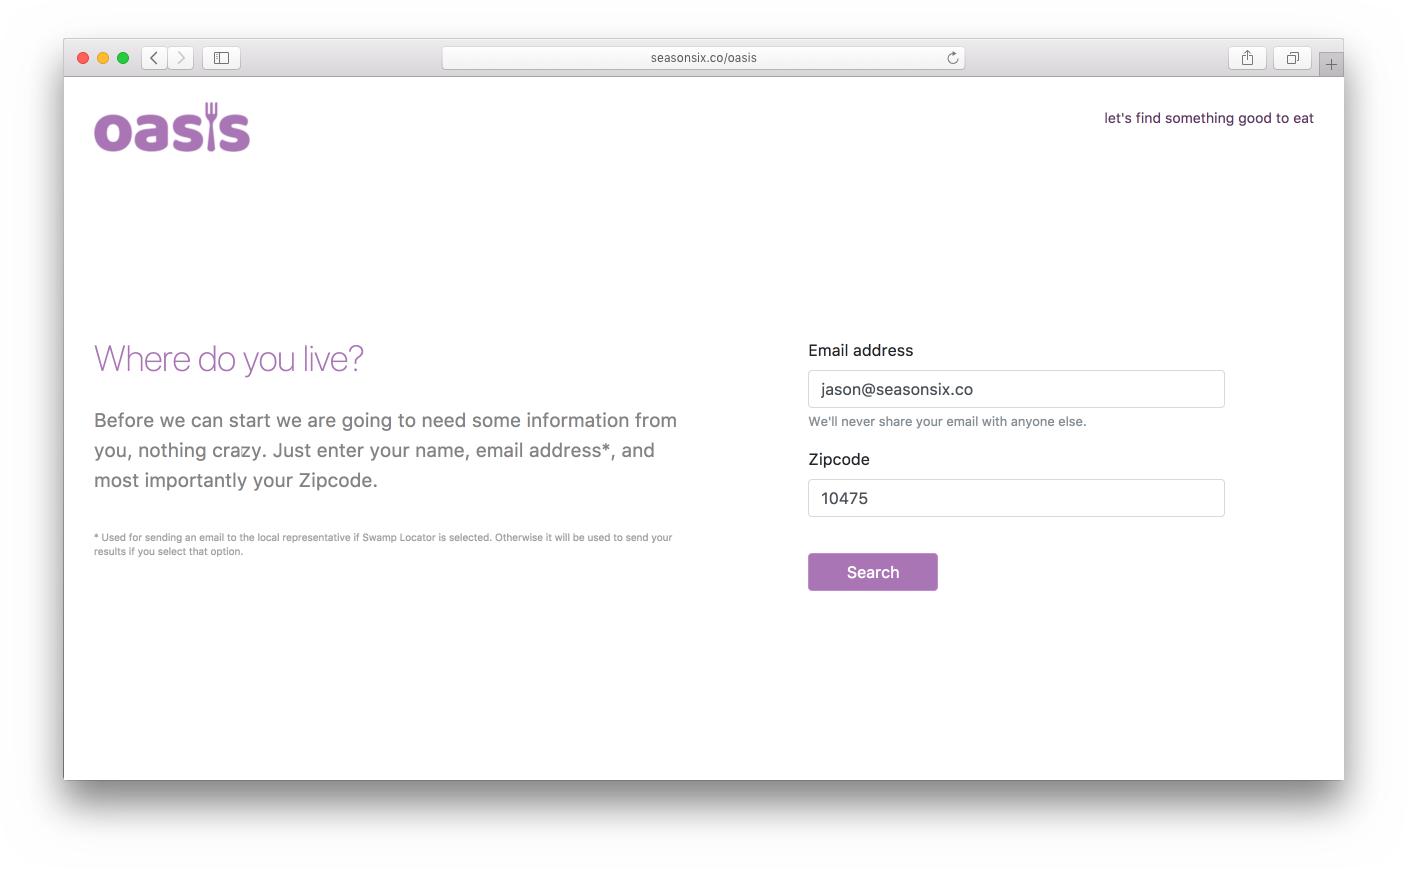 seasonsix.co/oasis
oasis
let's find something good to eat
Where do you live?
Before we can start we are going to need some information from
you, nothing crazy. Just enter your name, email address*, and
most importantly your Zipcode.
* Used for sending an email to the local representative if Swamp Locator is selected. Otherwise it will be used to send your
results if you select that option.
Email address
jason@seasonsix.co
We'll never share your email with anyone else.
Zipcode
10475
Search